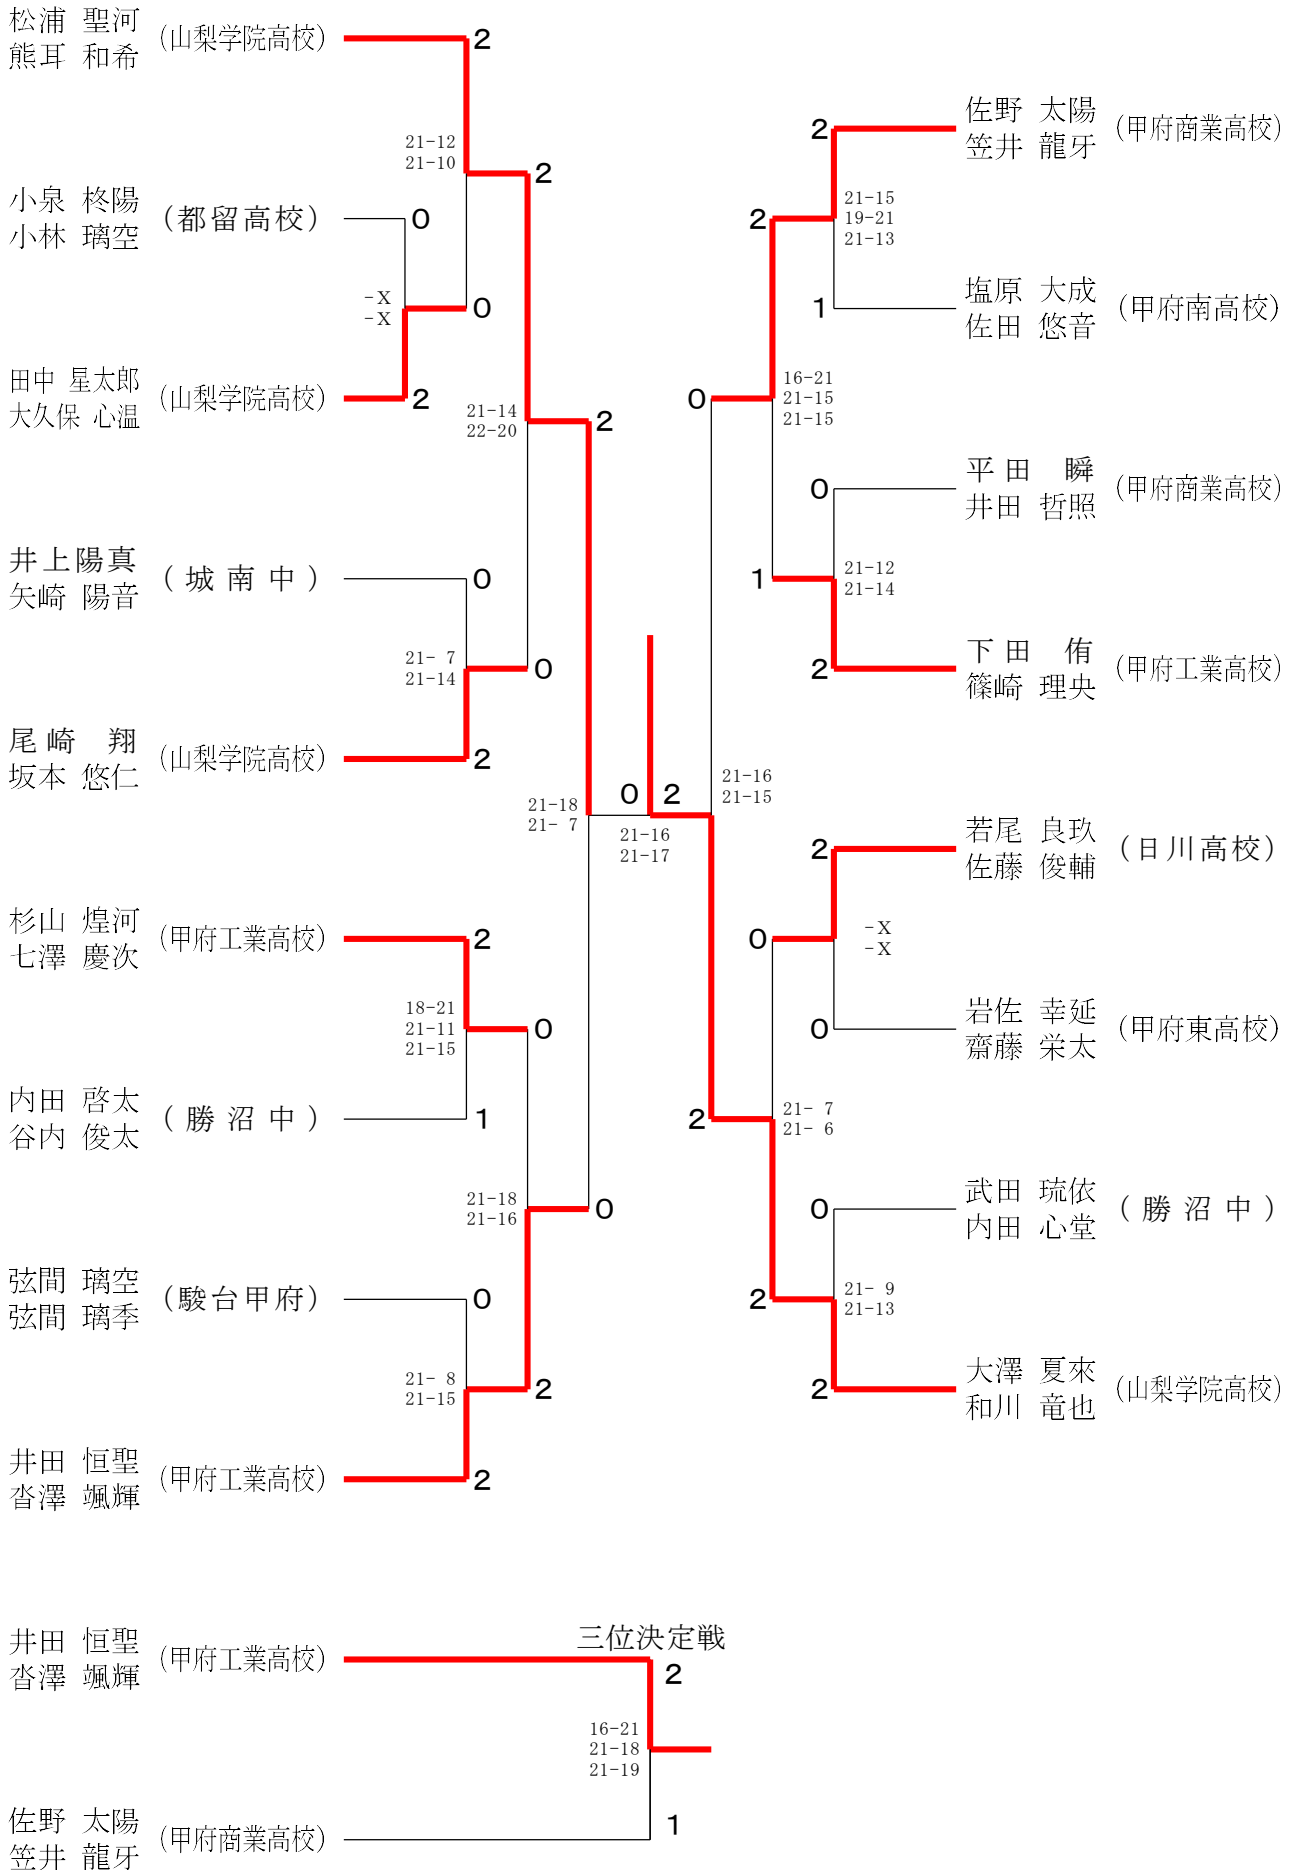 松浦 聖河
熊耳 和希
(山梨学院高校)
2
21-12
21-10
2
小泉 柊陽
小林 璃空
(都留高校)
0
-X
-X
0
田中 星太郎
大久保 心温
(山梨学院高校)
2
21-14
22-20
2
井上陽真
矢崎 陽音
(城南中)
0
21- 7
21-14
0
尾崎 翔
坂本 悠仁
(山梨学院高校)
2
21-18
21- 7
0
2
21-16
21-17
杉山 煌河
七澤 慶次
(甲府工業高校)
2
18-21
21-11
21-15
0
内田 啓太
谷内 俊太
(勝沼中)
1
21-18
21-16
0
弦間 璃空
弦間 璃季
(駿台甲府)
0
21- 8
21-15
2
井田 恒聖
沓澤 颯輝
(甲府工業高校)
2
2
佐野 太陽
笠井 龍牙
(甲府商業高校)
2
21-15
19-21
21-13
1
塩原 大成
佐田 悠音
(甲府南高校)
0
16-21
21-15
21-15
0
平田 瞬
井田 哲照
(甲府商業高校)
1
21-12
21-14
2
下田 侑
篠崎 理央
(甲府工業高校)
21-16
21-15
2
若尾 良玖
佐藤 俊輔
(日川高校)
0
-X
-X
0
岩佐 幸延
齋藤 栄太
(甲府東高校)
2
21- 7
21- 6
0
武田 琉依
内田 心堂
(勝沼中)
2
21- 9
21-13
2
大澤 夏來
和川 竜也
(山梨学院高校)
三位決定戦
井田 恒聖
沓澤 颯輝
(甲府工業高校)
2
16-21
21-18
21-19
佐野 太陽
笠井 龍牙
(甲府商業高校)
1